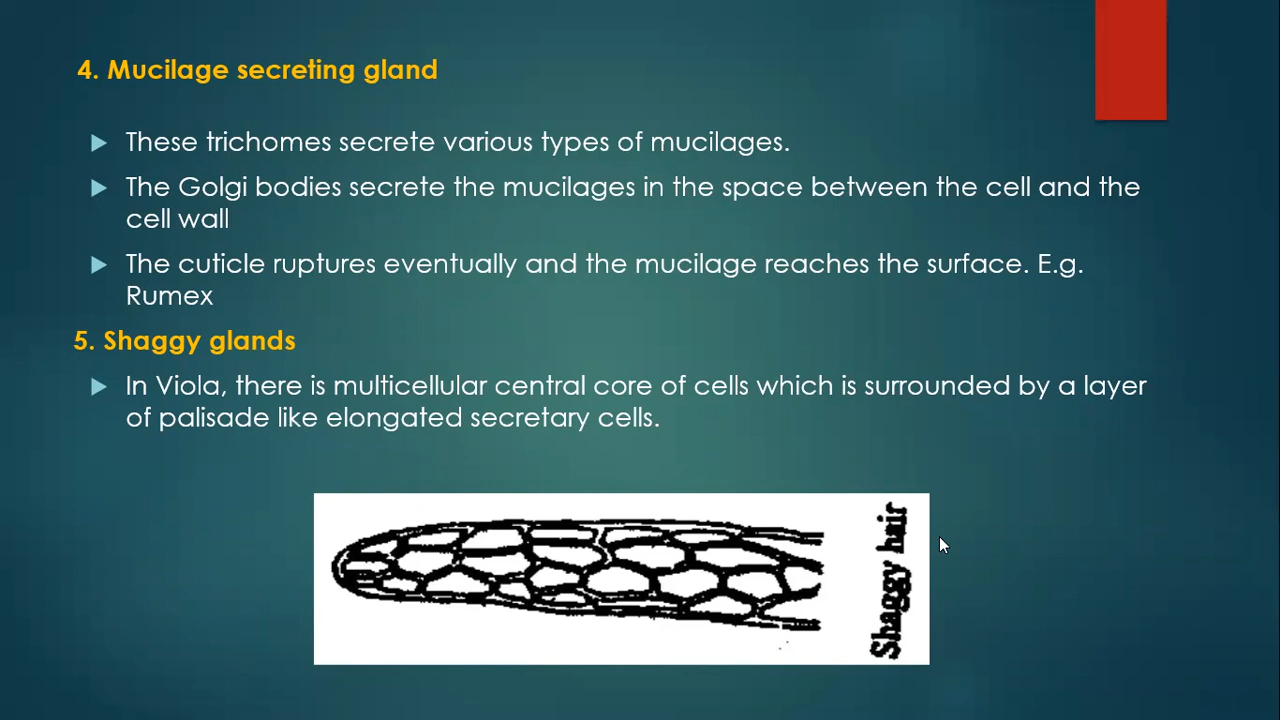 4. Mucilage secreting gland
These trichomes secrete various types of mucilages.
The Golgi bodies secrete the mucilages in the space between the cell and the
cell wall
The cuticle ruptures eventually and the mucilage reaches the surface. E.g.
Rumex
5. Shaggy glands
In Viola, there is multicellular central core of cells which is surrounded by a layer
of palisade like elongated secretary cells.
Shaggy hair